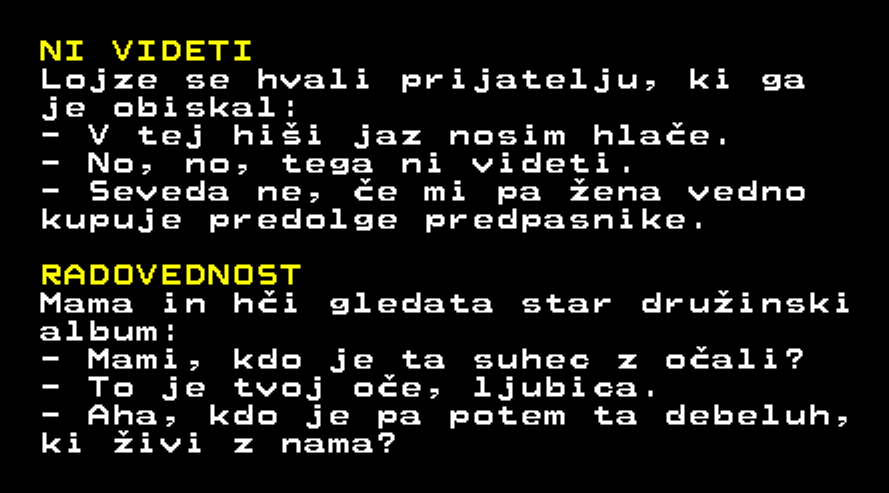 NI VIDETI
Lojze se hvali prijatelju, ki ga
je obiskal:
- V tej hiši jaz nosim hlače.
- No, no, tega ni videti.
- Seveda ne, če mi pa žena vedno
kupuje predolge predpasnike.
RADOVEDNOST
Mama in hči gledata star družinski
album:
- Mami, kdo je ta suhec z očali?
- To je tvoj oče, ljubica.
- Aha, kdo je pa potem ta debeluh,
ki živi z nama?